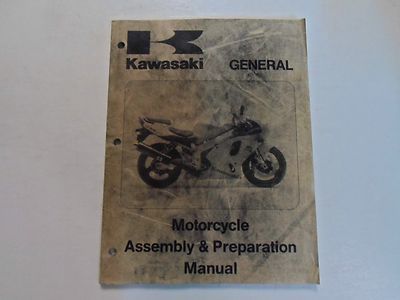 K
Kawasaki GENERAL
Motorcycle
Assembly & Preparation
Manual